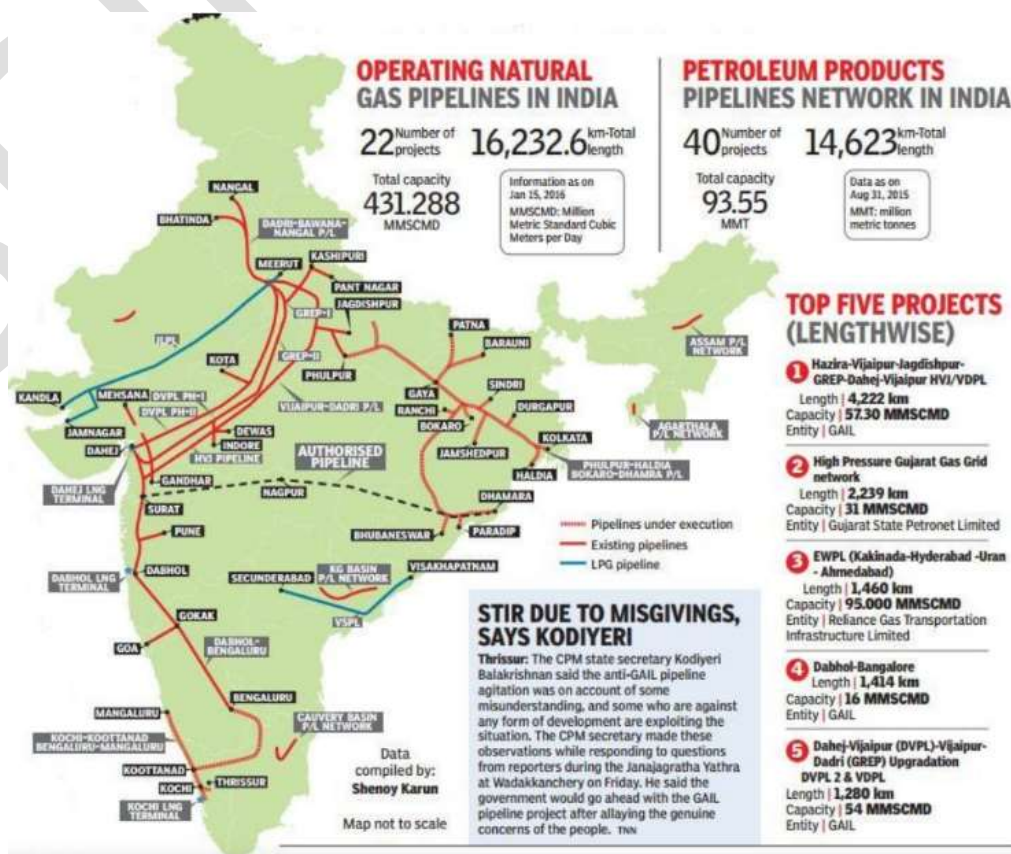 OPERATING NATURAL
GAS PIPELINES IN INDIA
22 Number of projects
16,232.6 km-Total length
Total capacity
431.288
MMSCMD
Information as on
Jan 15, 2016
MMSCMD: Million
Metric Standard Cubic
Meters per Day
PETROLEUM PRODUCTS
PIPELINES NETWORK IN INDIA
40 Number of projects
14,623 km-Total length
Total capacity
93.55
MMT
Data as on
Aug 31, 2015
MMT: million
metric tonnes
NANGAL
BHATINDA
DADRI-BAWANA-
NANGAL P/L
MEERUT
KASHIPURI
PANT NAGAR
JAGDISHPUR
GREP-I
JLPL
GREP-II
KOTA
PHULPUR
PATNA
BARAUNI
ASSAM P/L
NETWORK
KANDLA
MEHSANA
DVPL PH-I
DVPL PH-II
VIJAIPUR-DADRI P/L
GAYA
SINDRI
RANCHI
BOKARO
DURGAPUR
AGARTHALA
P/L NETWORK
JAMNAGAR
DAHEJ
DEWAS
INDORE
HVJ PIPELINE
AUTHORISED
PIPELINE
JAMSHEDPUR
KOLKATA
HALDIA
PHULPUR-HALDIA
BOKARO-DHAMRA P/L
DAHEJ LNG
TERMINAL
GANDHAR
NAGPUR
DHAMARA
SURAT
PUNE
BHUBANESWAR
PARADIP
Pipelines under execution
Existing pipelines
LPG pipeline
DABHOL LNG
TERMINAL
DABHOL
SECUNDERABAD
KG BASIN
P/L NETWORK
VISAKHAPATNAM
VSPL
GOKAK
GOA
DABHOL-
BENGALURU
BENGALURU
MANGALURU
CAUVERY BASIN
P/L NETWORK
KOCHI-KOOTTANAD
BENGALURU-MANGALURU
KOOTTANAD
THRISSUR
KOCHI
KOCHI LNG
TERMINAL
Data
compiled by:
Shenoy Karun
Map not to scale
STIR DUE TO MISGIVINGS,
SAYS KODIYERI
Thrissur: The CPM state secretary Kodiyeri
Balakrishnan said the anti-GAIL pipeline
agitation was on account of some
misunderstanding, and some who are against
any form of development are exploiting the
situation. The CPM secretary made these
observations while responding to questions
from reporters during the Janajagratha Yathra
at Wadakkanchery on Friday. He said the
government would go ahead with the GAIL
pipeline project after allaying the genuine
concerns of the people. TNN
TOP FIVE PROJECTS
(LENGTHWISE)
1 Hazira-Vijaipur-Jagdishpur-
GREP-Dahej-Vijaipur HVJ/VDPL
Length | 4,222 km
Capacity | 57.30 MMSCMD
Entity | GAIL
2 High Pressure Gujarat Gas Grid
network
Length | 2,239 km
Capacity | 31 MMSCMD
Entity | Gujarat State Petronet Limited
3 EWPL (Kakinada-Hyderabad -Uran
- Ahmedabad)
Length | 1,460 km
Capacity | 95.000 MMSCMD
Entity | Reliance Gas Transportation
Infrastructure Limited
4 Dabhol-Bangalore
Length | 1,414 km
Capacity | 16 MMSCMD
Entity | GAIL
5 Dahej-Vijaipur (DVPL)-Vijaipur-
Dadri (GREP) Upgradation
DVPL 2 & VDPL
Length | 1,280 km
Capacity | 54 MMSCMD
Entity | GAIL